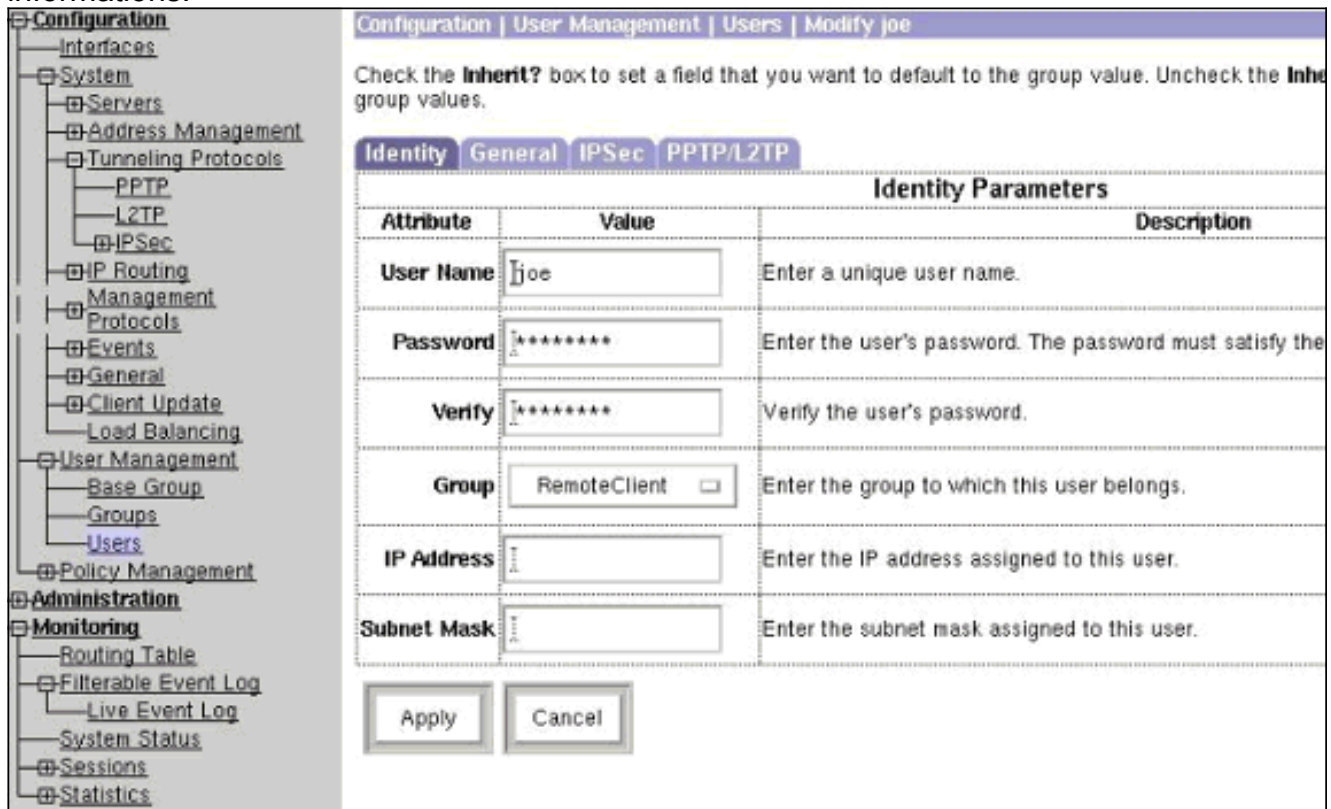 informations.
Configuration
Interfaces
System
Servers
Address Management
Tunneling Protocols
PPTP
L2TP
IPSec
IP Routing
Management
Protocols
Events
General
Client Update
Load Balancing
User Management
Base Group
Groups
Users
Policy Management
Administration
Monitoring
Routing Table
Filterable Event Log
Live Event Log
System Status
Sessions
Statistics
Configuration | User Management | Users | Modify joe
Check the Inherit? box to set a field that you want to default to the group value. Uncheck the Inhe
group values.
Identity General IPSec PPTP/L2TP
Identity Parameters
Attribute Value Description
User Name joe Enter a unique user name.
Password ******** Enter the user's password. The password must satisfy the
Verify ******** Verify the user's password.
Group RemoteClient Enter the group to which this user belongs.
IP Address Enter the IP address assigned to this user.
Subnet Mask Enter the subnet mask assigned to this user.
Apply Cancel